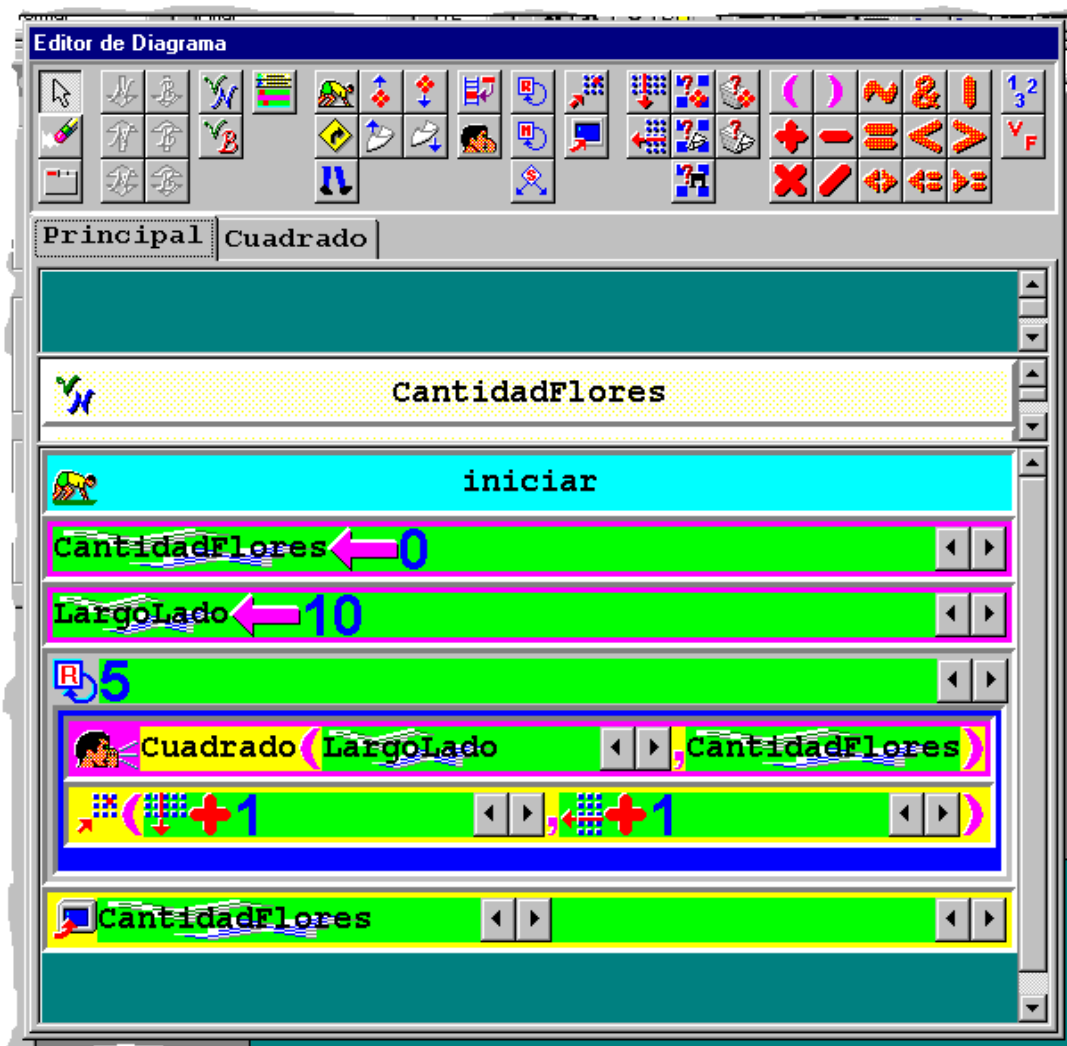 Editor de Diagrama
Principal Cuadrado
CantidadFlores
iniciar
CantidadFlores 0
LargoLado 10
R 5
Cuadrado ( LargoLado , CantidadFlores )
( + 1 , + 1 )
CantidadFlores